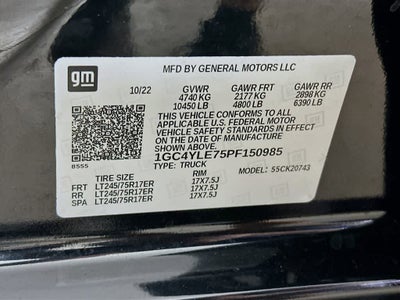 gm
MFD BY GENERAL MOTORS LLC
10/22 GVWR GAWR FRT GAWR RR
4740 KG 2177 KG 2898 KG
10450 LB 4800 LB 6390 LB
THIS VEHICLE CONFORMS TO ALL
APPLICABLE U.S. FEDERAL MOTOR
VEHICLE SAFETY STANDARDS IN EFFECT
ON THE DATE OF MANUFACTURE SHOWN ABOVE.
1GC4YLE75PF150985
8555 TYPE: TRUCK MODEL: 55CK20743
TIRE SIZE RIM
FRT LT245/75R17ER 17X7.5J
RR LT245/75R17ER 17X7.5J
SPA LT245/75R17ER 17X7.5J